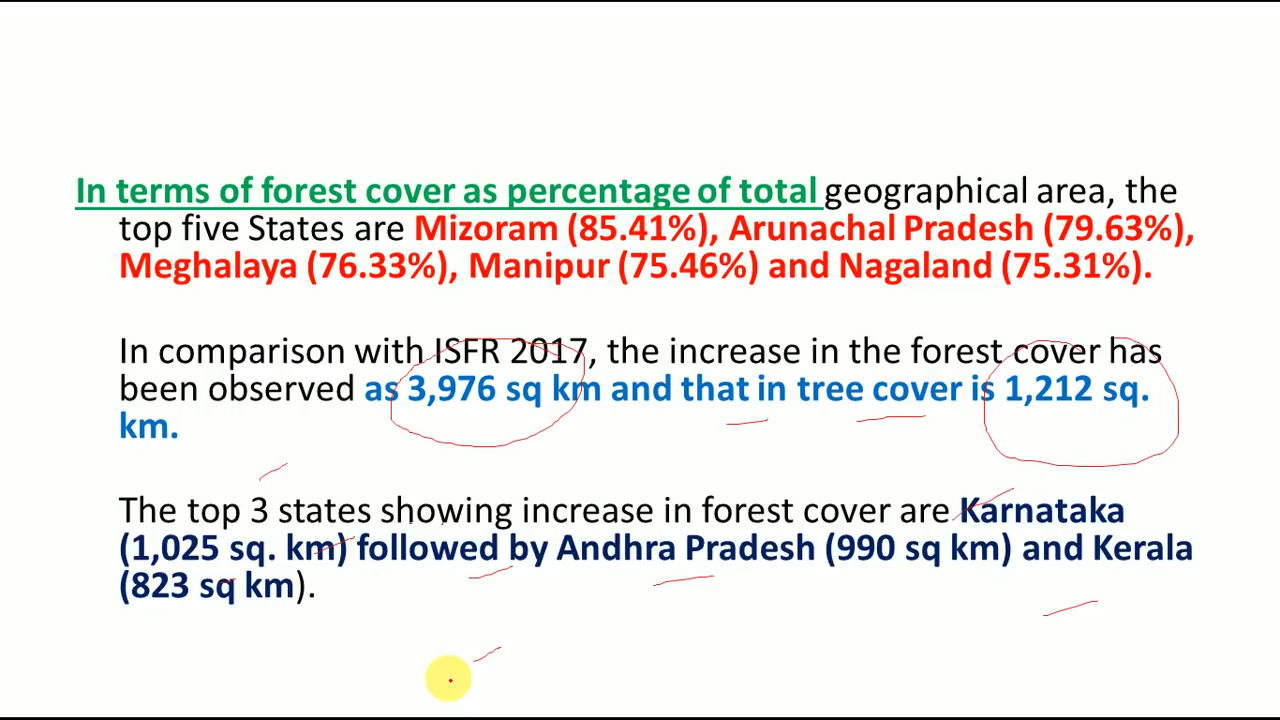 In terms of forest cover as percentage of total geographical area, the
top five States are Mizoram (85.41%), Arunachal Pradesh (79.63%),
Meghalaya (76.33%), Manipur (75.46%) and Nagaland (75.31%).
In comparison with ISFR 2017, the increase in the forest cover has
been observed as 3,976 sq km and that in tree cover is 1,212 sq.
km.
The top 3 states showing increase in forest cover are Karnataka
(1,025 sq. km) followed by Andhra Pradesh (990 sq km) and Kerala
(823 sq km).